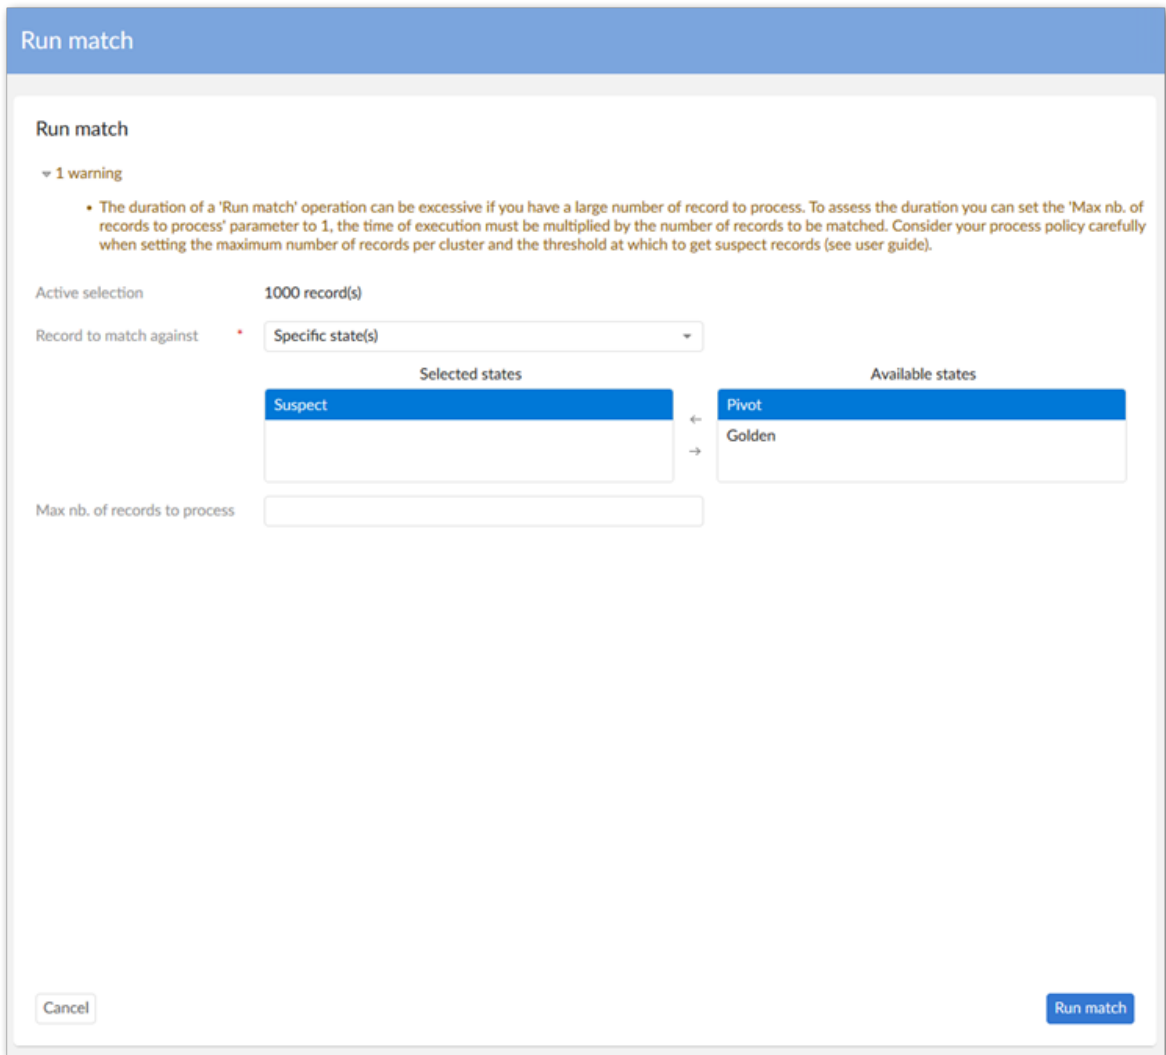 Run match
Run match
1 warning
• The duration of a 'Run match' operation can be excessive if you have a large number of record to process. To assess the duration you can set the 'Max nb. of
records to process' parameter to 1, the time of execution must be multiplied by the number of records to be matched. Consider your process policy carefully
when setting the maximum number of records per cluster and the threshold at which to get suspect records (see user guide).
Active selection 1000 record(s)
Record to match against * Specific state(s)
Selected states Available states
Suspect ← Pivot
→ Golden
Max nb. of records to process
Cancel Run match